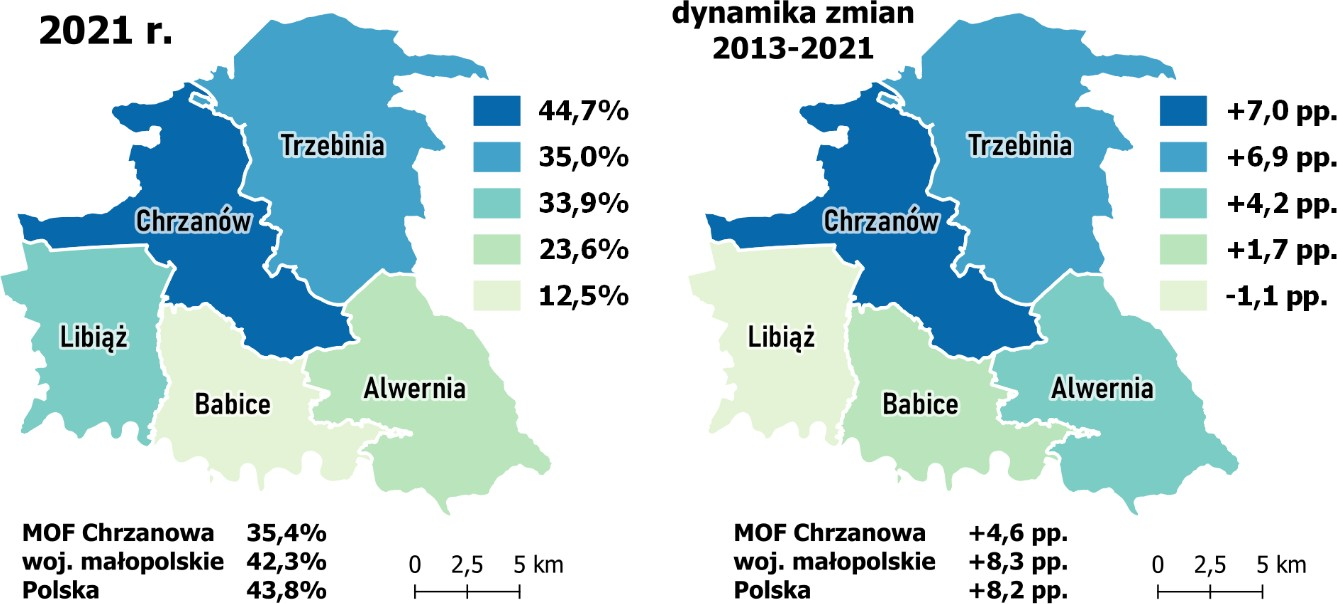 2021 r.
44,7%
35,0%
33,9%
23,6%
12,5%
Trzebinia
Chrzanów
Libiąż
Babice
Alwernia
MOF Chrzanowa 35,4%
woj. małopolskie 42,3%
Polska 43,8%
0 2,5 5 km
dynamika zmian
2013-2021
+7,0 pp.
+6,9 pp.
+4,2 pp.
+1,7 pp.
-1,1 pp.
Trzebinia
Chrzanów
Libiąż
Babice
Alwernia
MOF Chrzanowa +4,6 pp.
woj. małopolskie +8,3 pp.
Polska +8,2 pp.
0 2,5 5 km